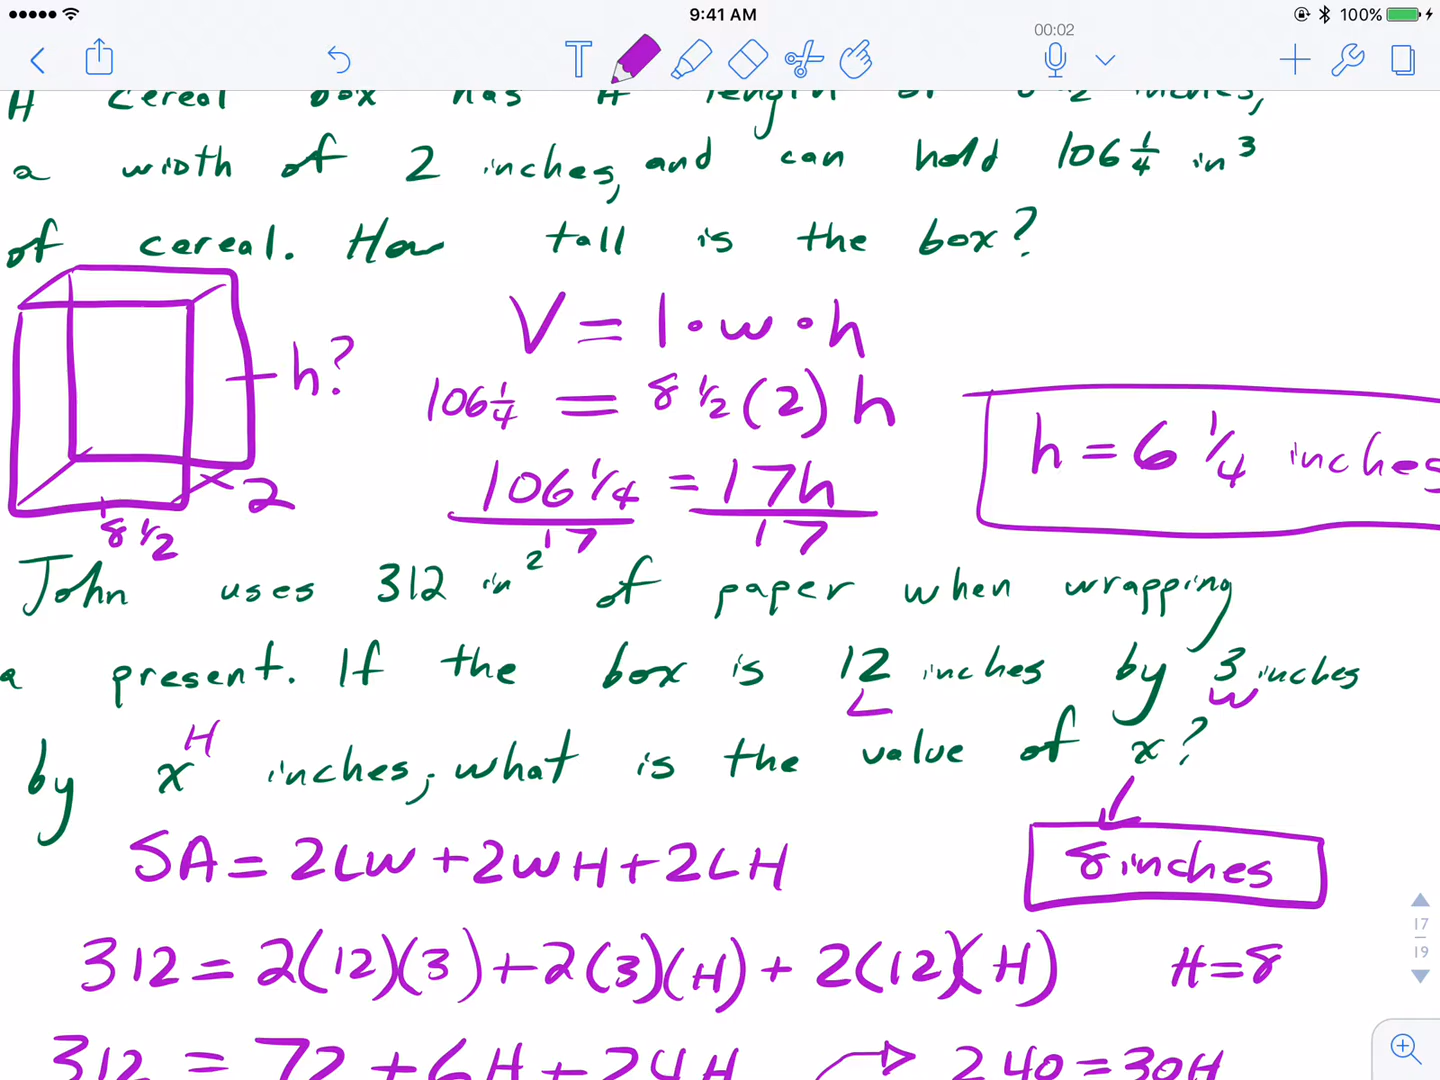 9:41 AM
100%
00:02
T
A cereal box has A length of 8 1/2 inches,
a width of 2 inches, and can hold 106 1/4 in³
of cereal. How tall is the box?
V = l · w · h
h?
106 1/4 = 8 1/2 (2) h
h = 6 1/4 inches
106 1/4 = 17h
17 17
2
8 1/2
John uses 312 in² of paper when wrapping
a present. If the box is 12 inches by 3 inches
L W
H
by x inches, what is the value of x?
SA = 2LW + 2WH + 2LH
8 inches
312 = 2(12)(3) + 2(3)(H) + 2(12)(H)
H = 8
312 = 72 + 6H + 24H
240 = 30H
17
19